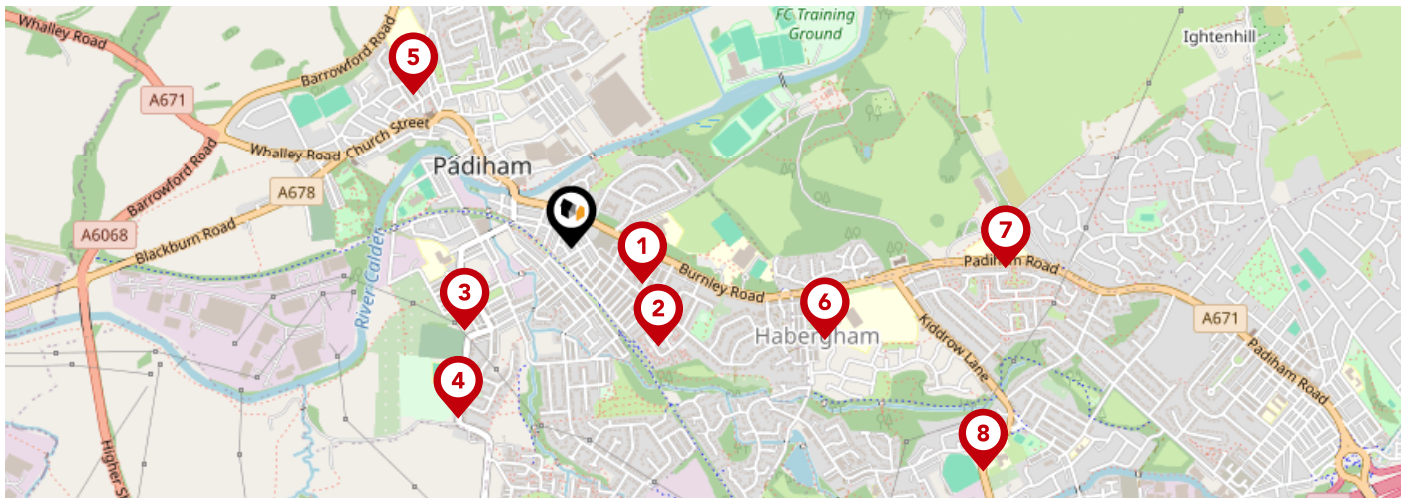 FC Training
Ground
Whalley Road
Ightenhill
Barrowford Road
5
A671
Church Street
Whalley Road
Padiham
Barrowford Road
A678
A6068
Blackburn Road
River Calder
1
7
Padiham Road
Burnley Road
3
2
6
Habergham
A671
Kiddrow Lane
Padiham Road
4
8
Higher S